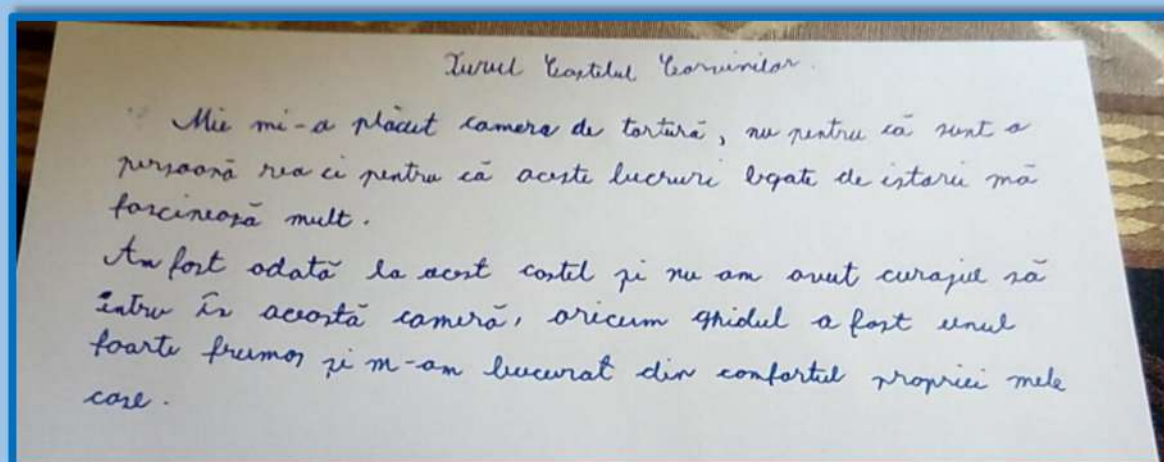 Turul Castelul Corvinilor.
Mie mi-a plăcut camera de tortură, nu pentru că sunt o
persoană rea ci pentru că aceste lucruri legate de istorie mă
fascinează mult.
Am fost odată la acest castel și nu am avut curajul să
intru în această cameră, oricum ghidul a fost unul
foarte frumos și m-am bucurat din confortul propriei mele
case.